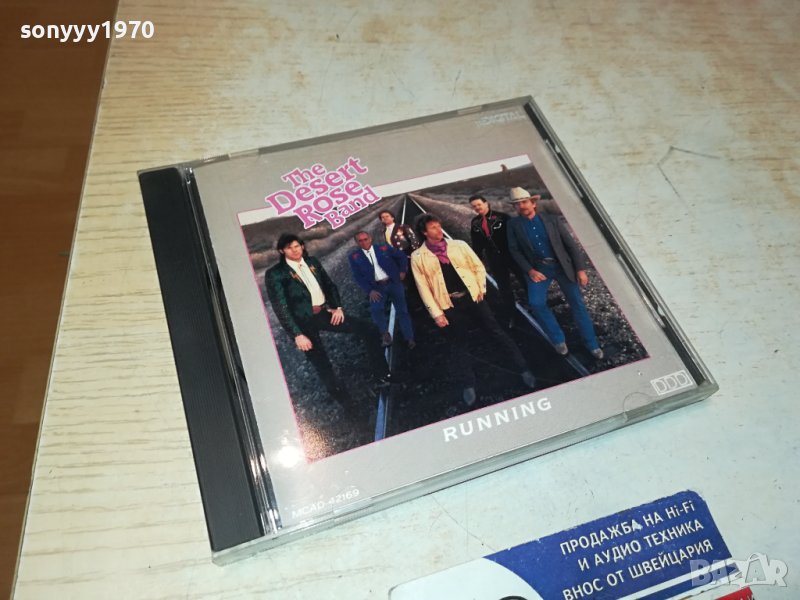 sonyyy1970
DIGITAL
The
Desert
Rose
Band
DDD
RUNNING
MCAD-42169
ПРОДАЖБА НА Hi-Fi
И АУДИО ТЕХНИКА
ВНОС ОТ ШВЕЙЦАРИЯ
BAZAR